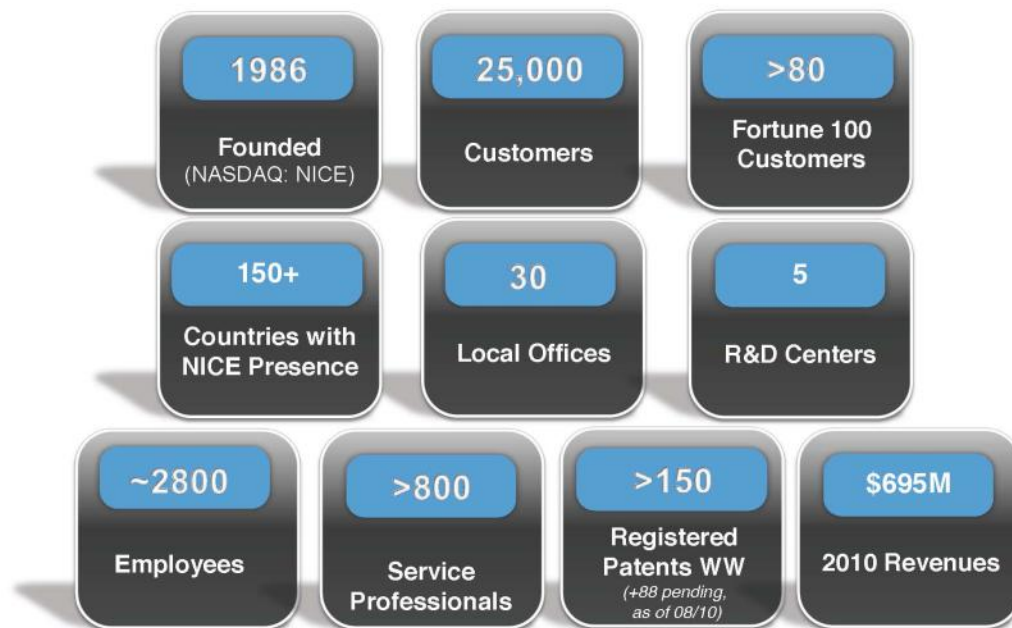 1986
Founded
(NASDAQ: NICE)
25,000
Customers
>80
Fortune 100
Customers
150+
Countries with
NICE Presence
30
Local Offices
5
R&D Centers
~2800
Employees
>800
Service
Professionals
>150
Registered
Patents WW
(+88 pending,
as of 08/10)
$695M
2010 Revenues